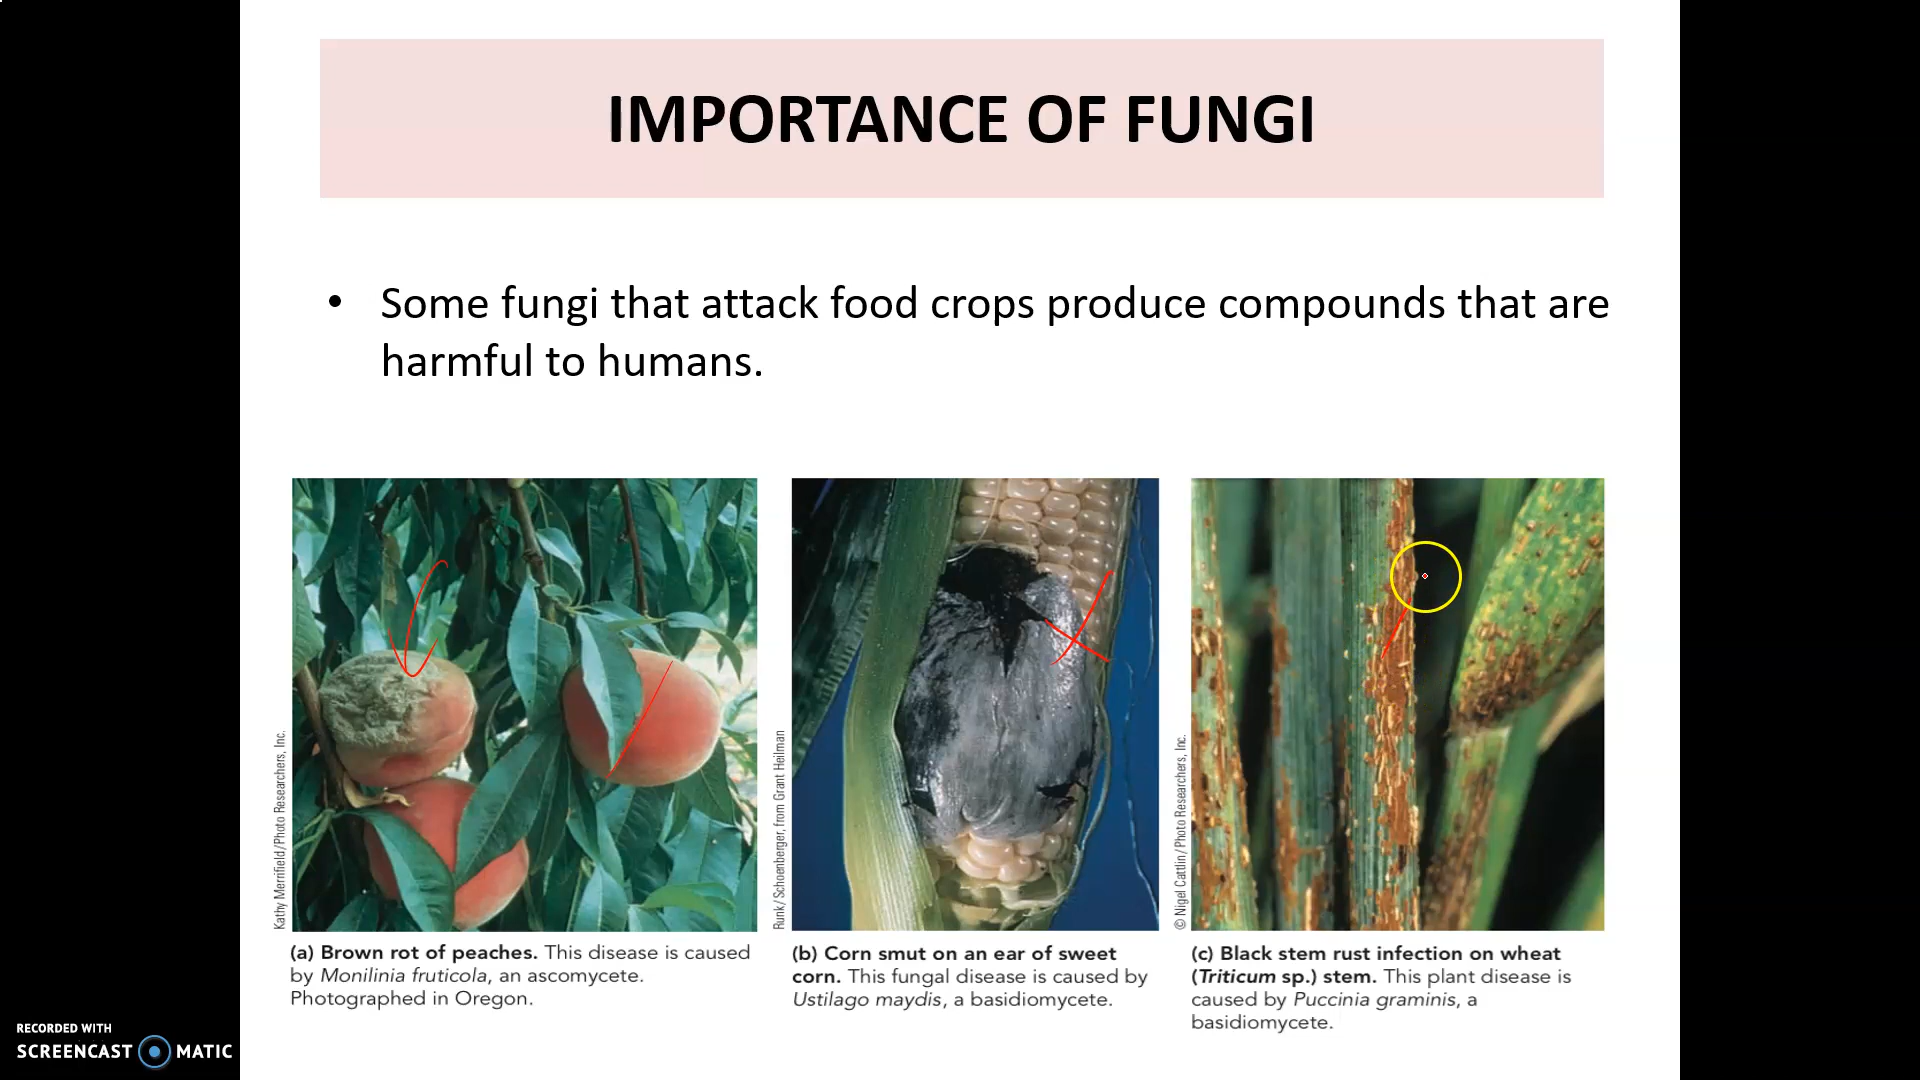 IMPORTANCE OF FUNGI
• Some fungi that attack food crops produce compounds that are
harmful to humans.
Kathy Merrifield/Photo Researchers, Inc.
(a) Brown rot of peaches. This disease is caused
by Monilinia fruticola, an ascomycete.
Photographed in Oregon.
Runk/Schoenberger, from Grant Heilman
(b) Corn smut on an ear of sweet
corn. This fungal disease is caused by
Ustilago maydis, a basidiomycete.
© Nigel Cattlin/Photo Researchers, Inc.
(c) Black stem rust infection on wheat
(Triticum sp.) stem. This plant disease is
caused by Puccinia graminis, a
basidiomycete.
RECORDED WITH
SCREENCAST MATIC